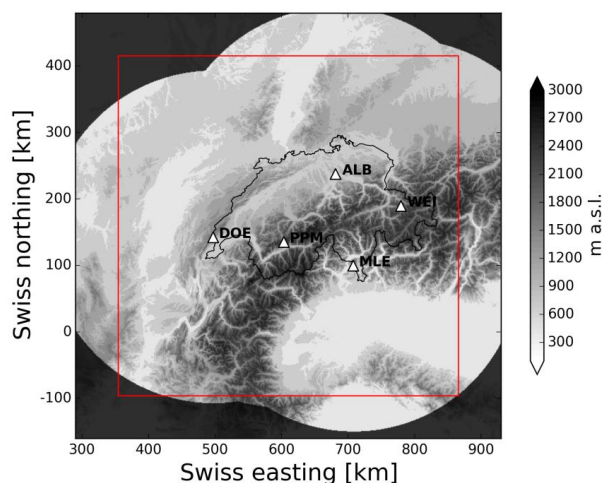 400
300
200
100
0
-100
Swiss northing [km]
ALB
WEI
DOE
PPM
MLE
300 400 500 600 700 800 900
Swiss easting [km]
3000
2700
2400
2100
1800
1500
1200
900
600
300
m a.s.l.